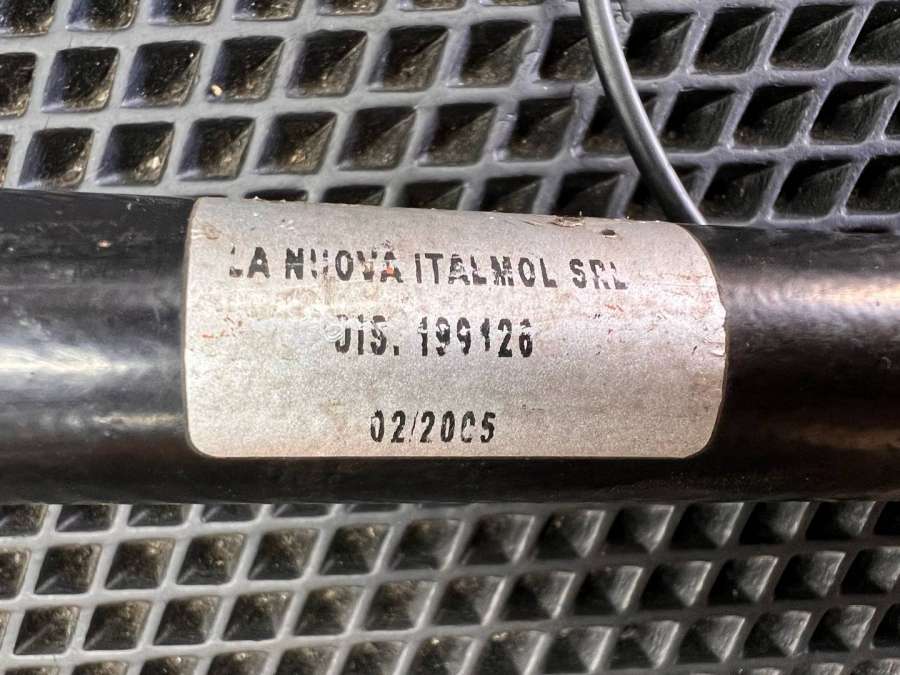 LA NUOVA ITALMOL SRL
DIS. 199126
02/2005